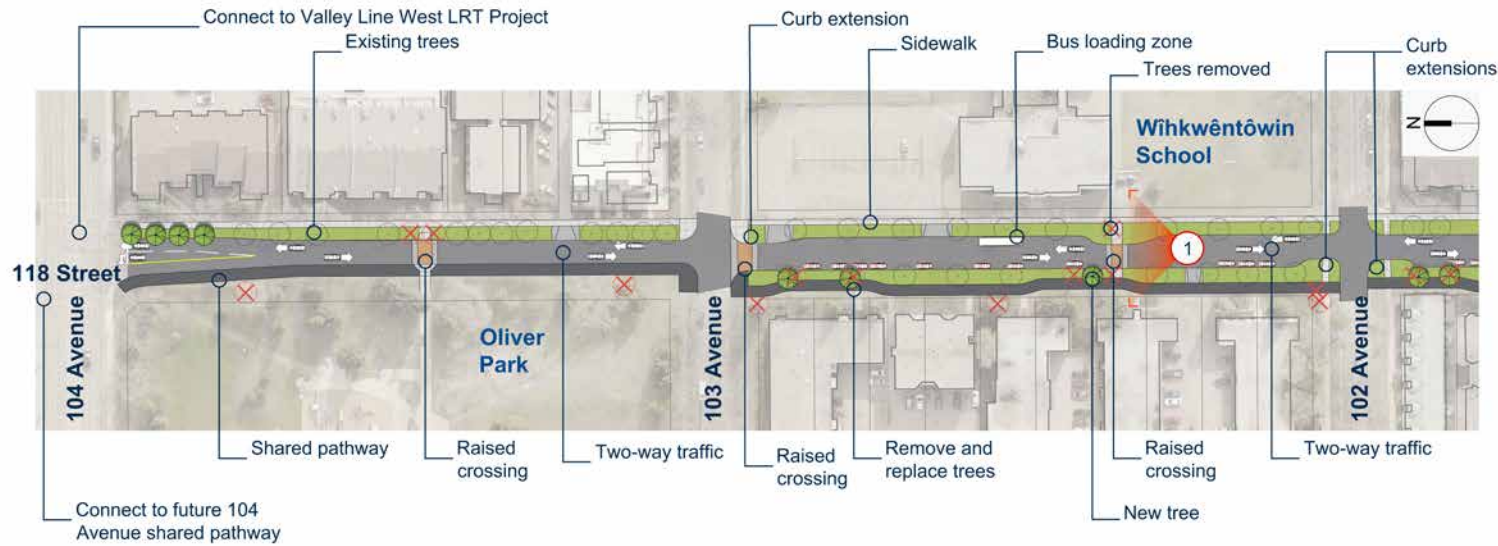 Connect to Valley Line West LRT Project
Existing trees
Curb extension
Sidewalk
Bus loading zone
Trees removed
Curb
extensions
Wîhkwêntôwin
School
N
1
118 Street
104 Avenue
Oliver
Park
103 Avenue
102 Avenue
Shared pathway
Raised
crossing
Two-way traffic
Raised
crossing
Remove and
replace trees
Raised
crossing
Two-way traffic
New tree
Connect to future 104
Avenue shared pathway